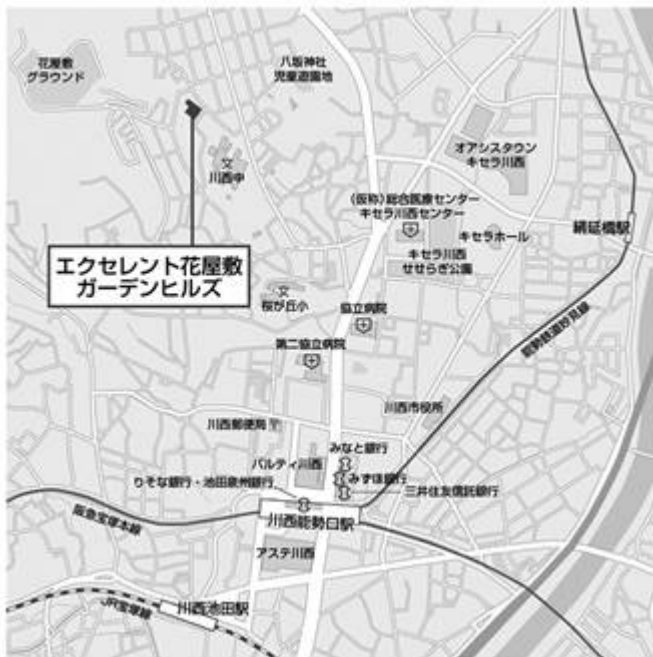 花屋敷
グラウンド
八坂神社
児童遊園地
文
川西中
オアシスタウン
キセラ川西
(仮称)総合医療センター
キセラ川西センター
キセラホール
絹延橋駅
キセラ川西
せせらぎ公園
エクセレント花屋敷
ガーデンヒルズ
文
桜が丘小
協立病院
第二協立病院
能勢鉄道妙見線
川西市役所
川西郵便局
みなと銀行
パルティ川西
みずほ銀行
りそな銀行・池田泉州銀行
三井住友信託銀行
川西能勢口駅
阪急宝塚本線
アステ川西
川西池田駅
JR宝塚線